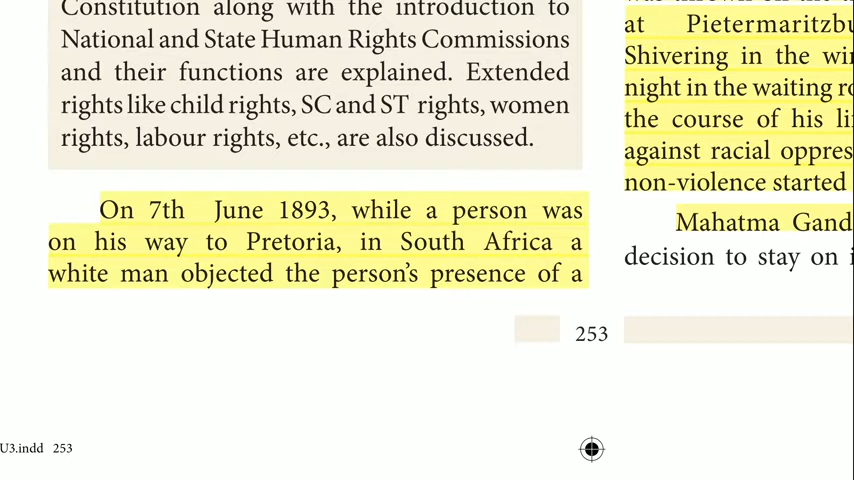 Constitution along with the introduction to
National and State Human Rights Commissions
and their functions are explained. Extended
rights like child rights, SC and ST rights, women
rights, labour rights, etc., are also discussed.
On 7th June 1893, while a person was
on his way to Pretoria, in South Africa a
white man objected the person's presence of a
at Pietermaritzbu
Shivering in the win
night in the waiting ro
the course of his li
against racial oppres
non-violence started
Mahatma Gand
decision to stay on i
253
U3.indd 253